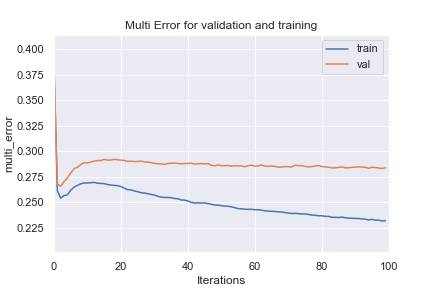 Multi Error for validation and training
train
val
multi_error
0.400
0.375
0.350
0.325
0.300
0.275
0.250
0.225
0 20 40 60 80 100
Iterations